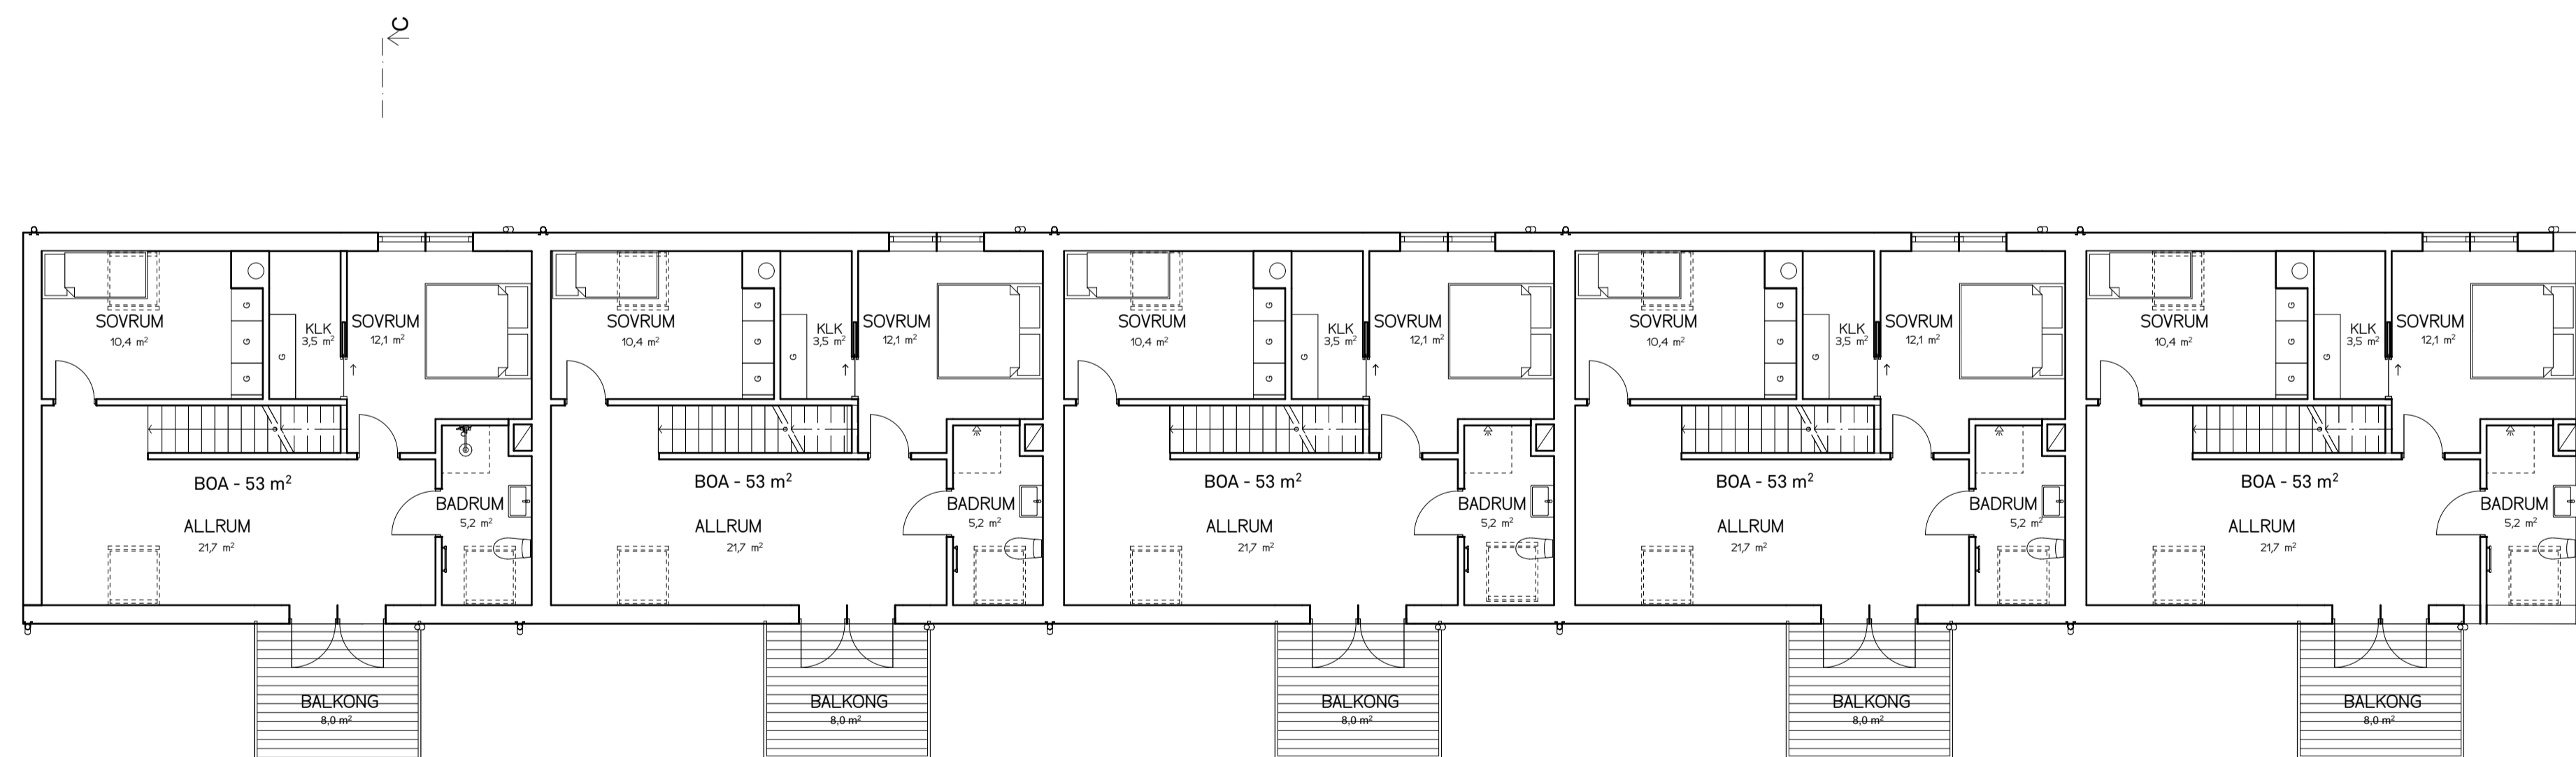 C
SOVRUM
10,4 m²
G
G
G
G
KLK
3,5 m²
SOVRUM
12,1 m²
BOA - 53 m²
ALLRUM
21,7 m²
BADRUM
5,2 m²
BALKONG
8,0 m²
SOVRUM
10,4 m²
G
G
G
G
KLK
3,5 m²
SOVRUM
12,1 m²
BOA - 53 m²
ALLRUM
21,7 m²
BADRUM
5,2 m²
BALKONG
8,0 m²
SOVRUM
10,4 m²
G
G
G
G
KLK
3,5 m²
SOVRUM
12,1 m²
BOA - 53 m²
ALLRUM
21,7 m²
BADRUM
5,2 m²
BALKONG
8,0 m²
SOVRUM
10,4 m²
G
G
G
G
KLK
3,5 m²
SOVRUM
12,1 m²
BOA - 53 m²
ALLRUM
21,7 m²
BADRUM
5,2 m²
BALKONG
8,0 m²
SOVRUM
10,4 m²
G
G
G
G
KLK
3,5 m²
SOVRUM
12,1 m²
BOA - 53 m²
ALLRUM
21,7 m²
BADRUM
5,2 m²
BALKONG
8,0 m²